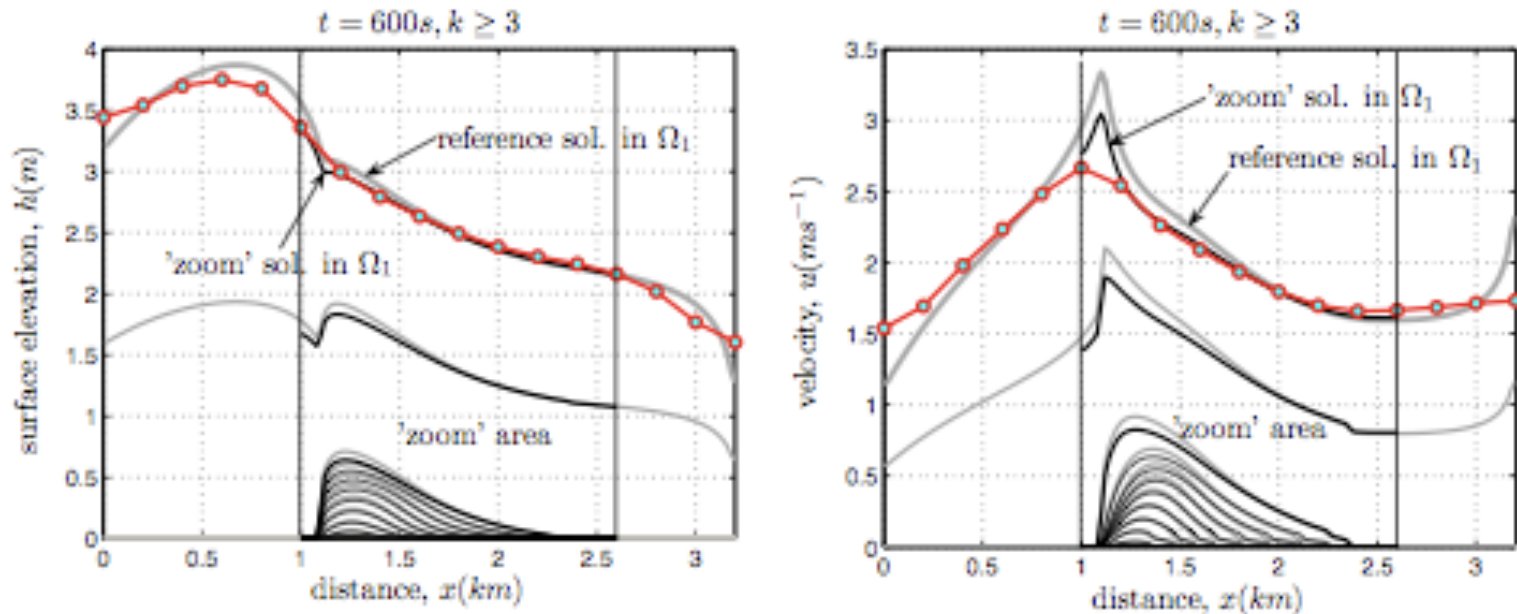 t = 600s, k ≥ 3
4
3.5
3
2.5
2
1.5
1
0.5
0
surface elevation, h(m)
reference sol. in Ω₁
'zoom' sol. in Ω₁
'zoom' area
0 0.5 1 1.5 2 2.5 3
distance, x(km)
t = 600s, k ≥ 3
3.5
3
2.5
2
1.5
1
0.5
0
velocity, u(ms⁻¹)
'zoom' sol. in Ω₁
reference sol. in Ω₁
'zoom' area
0 0.5 1 1.5 2 2.5 3
distance, x(km)